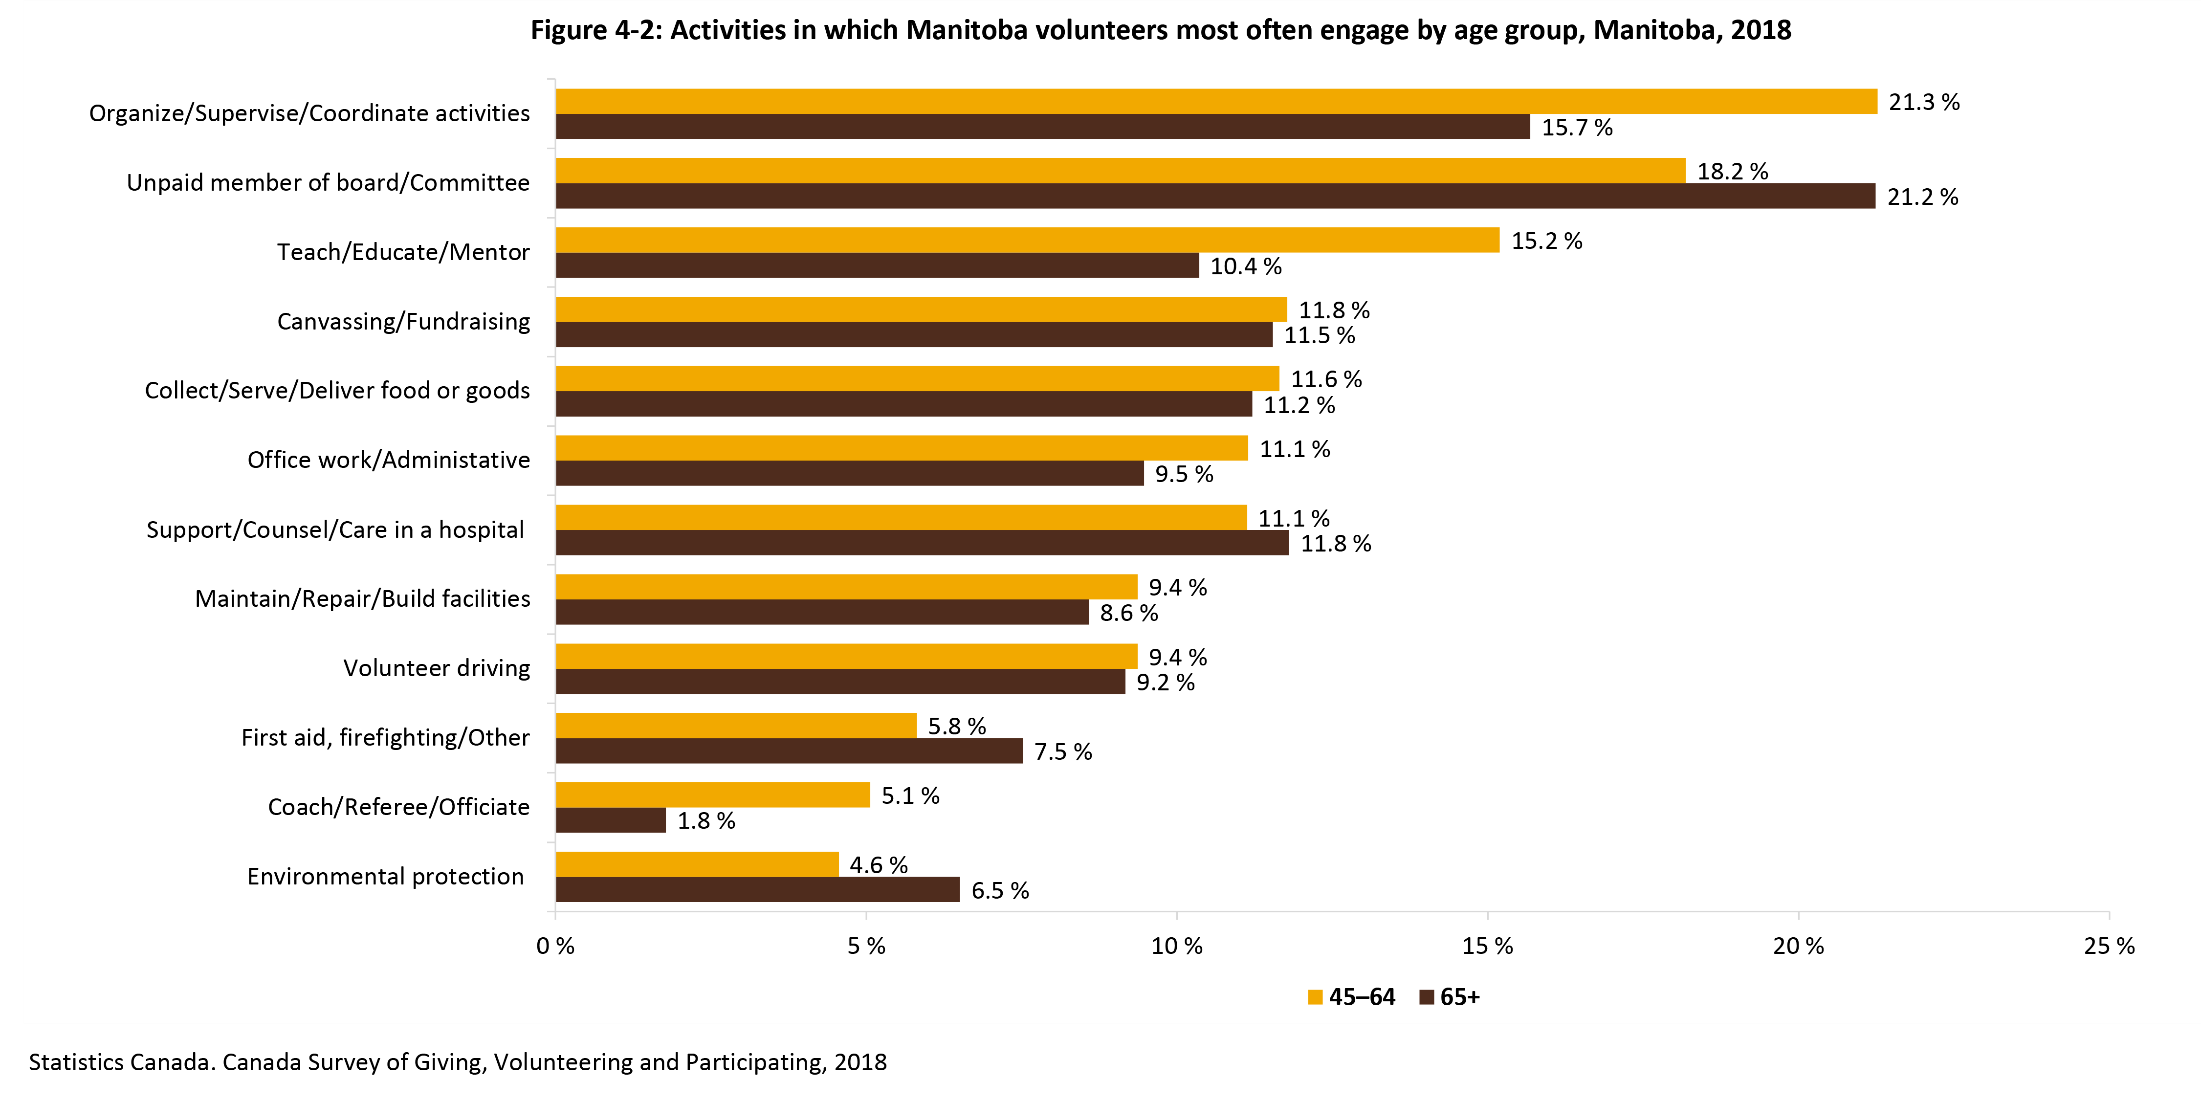 Figure 4-2: Activities in which Manitoba volunteers most often engage by age group, Manitoba, 2018
Organize/Supervise/Coordinate activities
21.3 %
15.7 %
Unpaid member of board/Committee
18.2 %
21.2 %
Teach/Educate/Mentor
15.2 %
10.4 %
Canvassing/Fundraising
11.8 %
11.5 %
Collect/Serve/Deliver food or goods
11.6 %
11.2 %
Office work/Administative
11.1 %
9.5 %
Support/Counsel/Care in a hospital
11.1 %
11.8 %
Maintain/Repair/Build facilities
9.4 %
8.6 %
Volunteer driving
9.4 %
9.2 %
First aid, firefighting/Other
5.8 %
7.5 %
Coach/Referee/Officiate
5.1 %
1.8 %
Environmental protection
4.6 %
6.5 %
0 % 5 % 10 % 15 % 20 % 25 %
45–64 65+
Statistics Canada. Canada Survey of Giving, Volunteering and Participating, 2018